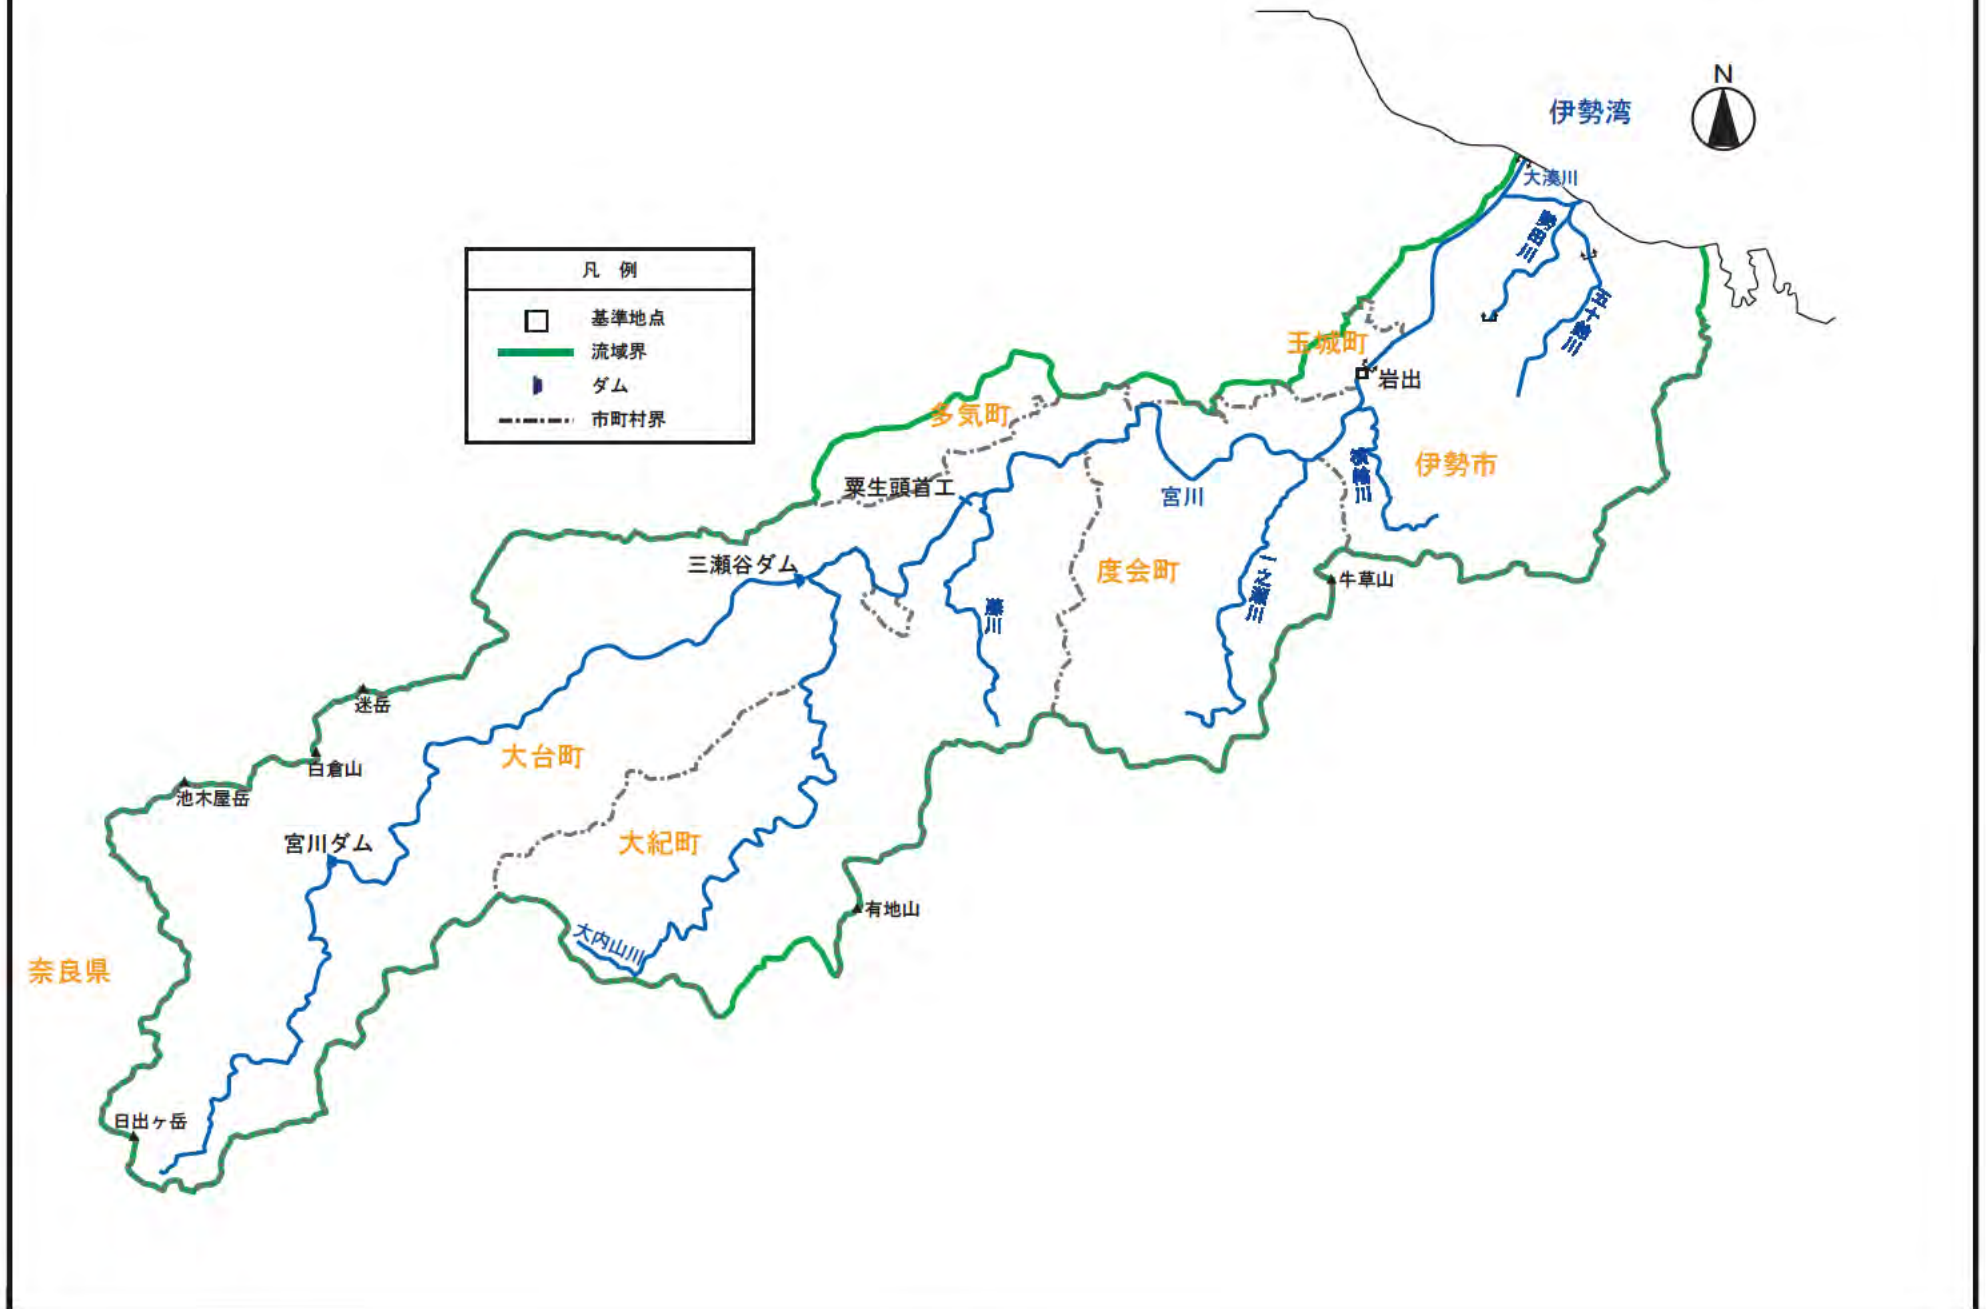 N
伊勢湾
大湊川
勢田川
凡 例
基準地点
流域界
ダム
市町村界
五十鈴川
玉城町
岩出
多気町
伊勢市
横輪川
粟生頭首工
宮川
三瀬谷ダム
度会町
一之瀬川
牛草山
藤川
迷岳
大台町
白倉山
池木屋岳
宮川ダム
大紀町
有地山
大内山川
奈良県
日出ヶ岳